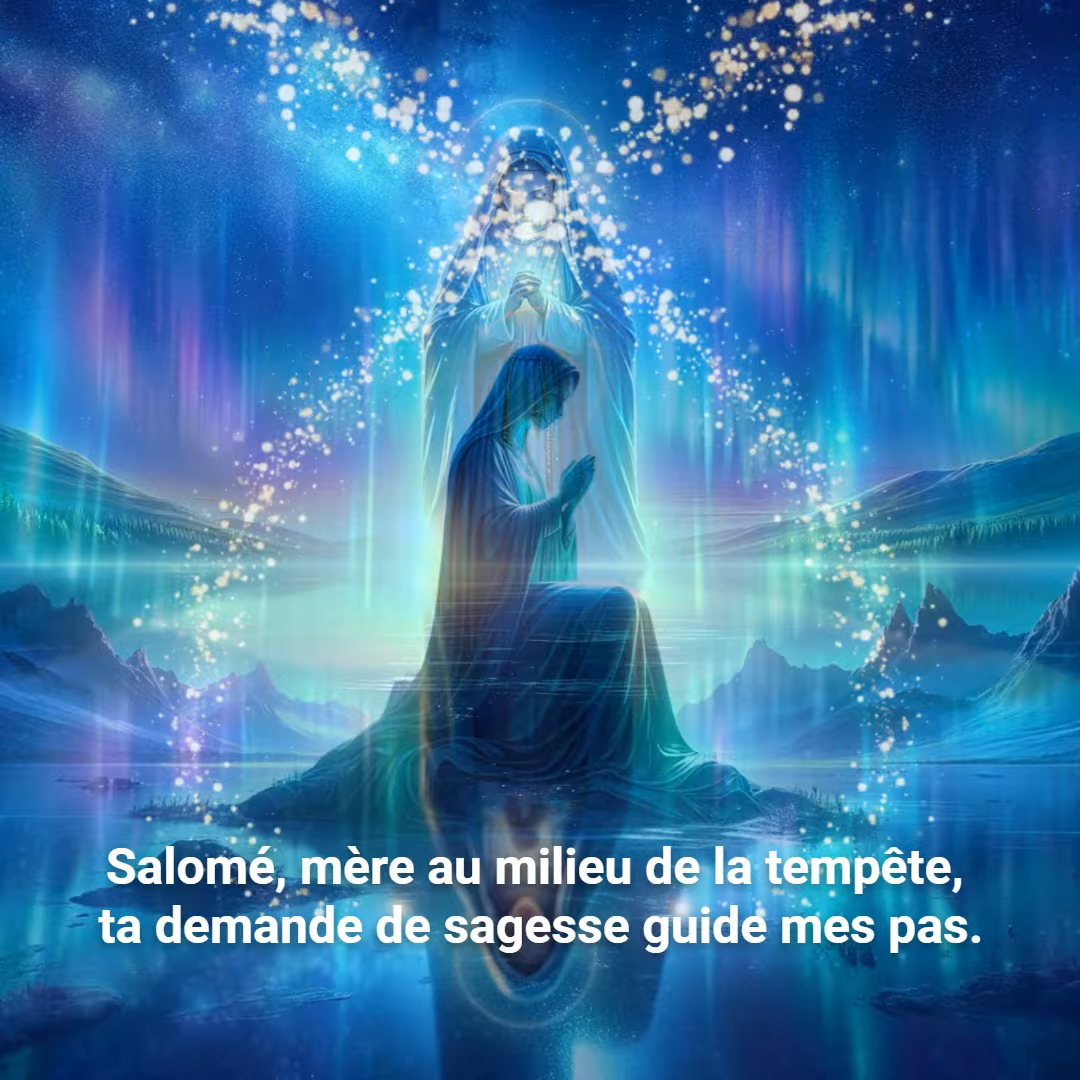 Salomé, mère au milieu de la tempête,
ta demande de sagesse guide mes pas.